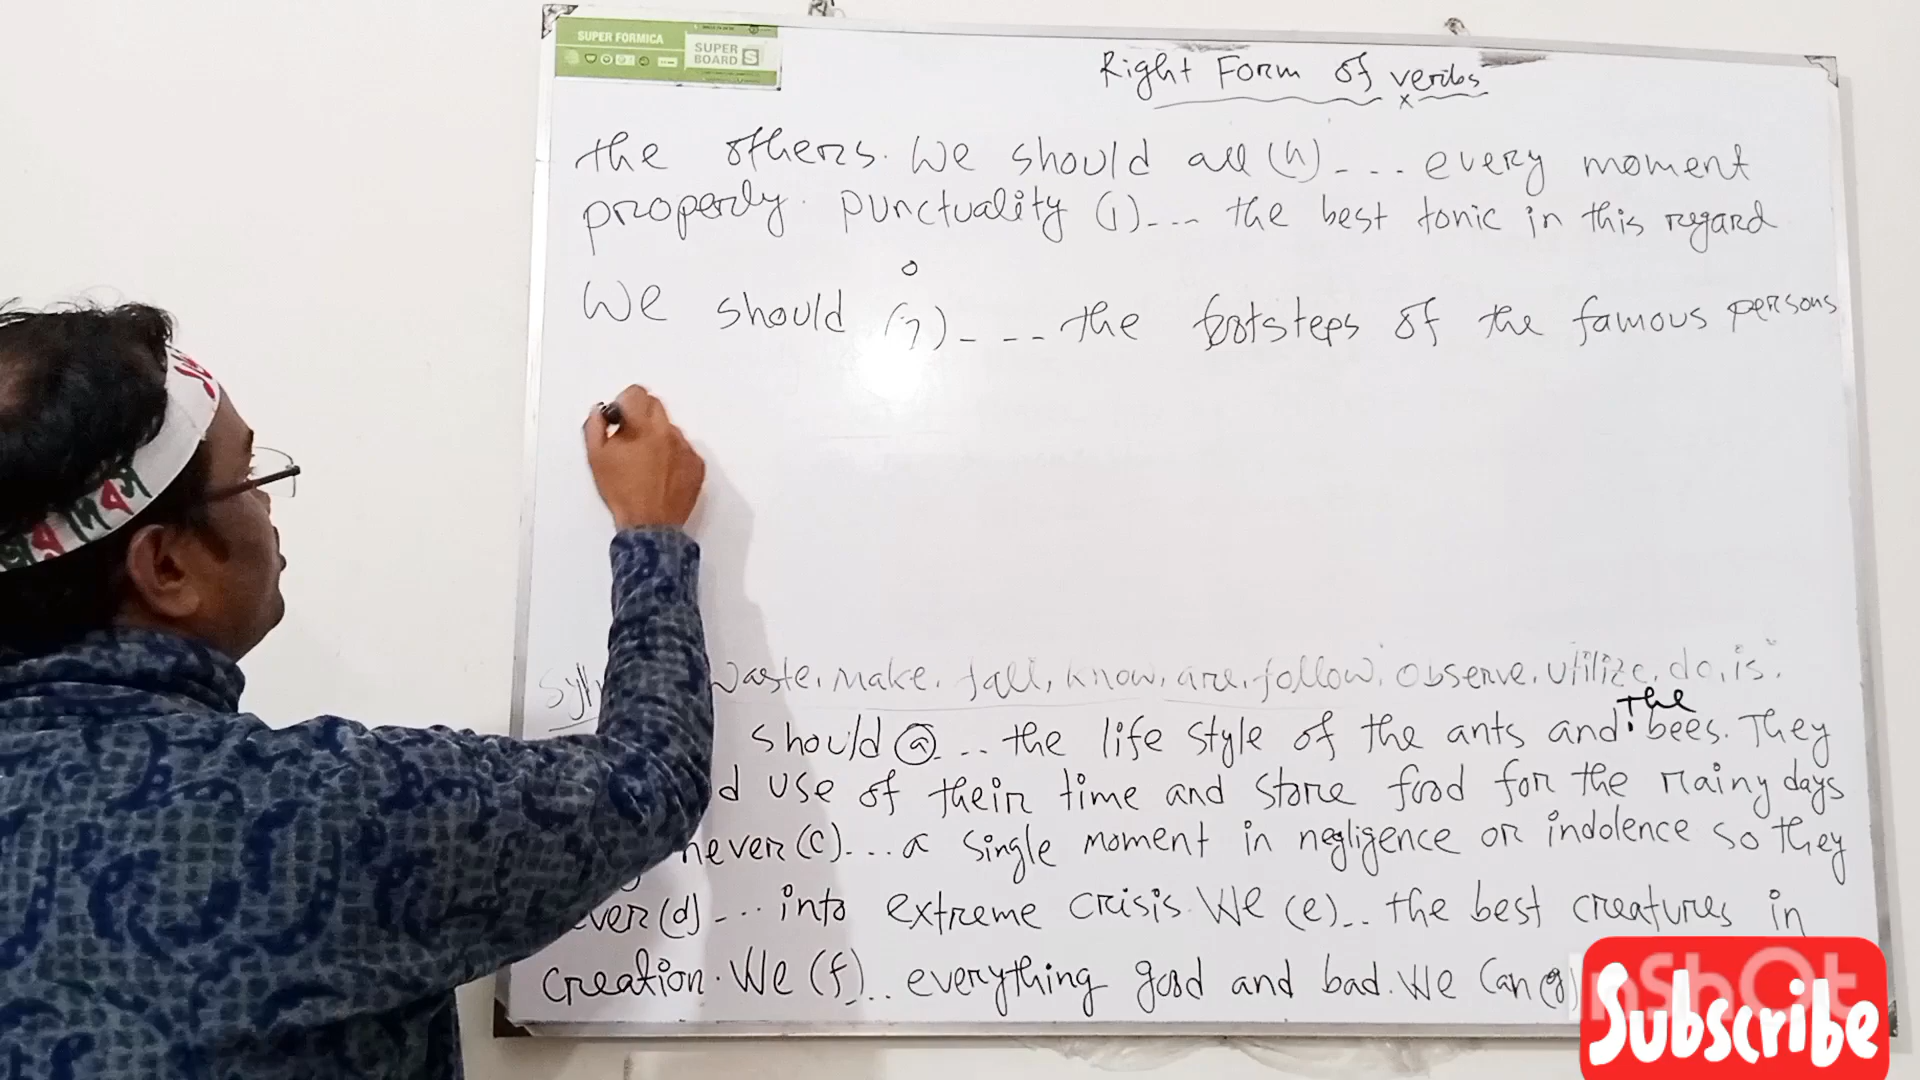 SUPER FORMICA
SUPER BOARD S
Right Form of verbs
the others. We should all (h) --- every moment
properly. Punctuality (i) --- the best tonic in this regard
We should (j) --- the footsteps of the famous persons
waste, make, fall, know, are, follow, observe, utilize, do, is.
The
should (a) .. the life style of the ants and bees. They
use of their time and store food for the rainy days
never (c) ... a single moment in negligence or indolence so they
(d) --- into extreme crisis. We (e) .. the best creatures in
creation. We (f) .. everything good and bad. We can (g)
InShOt
Subscribe